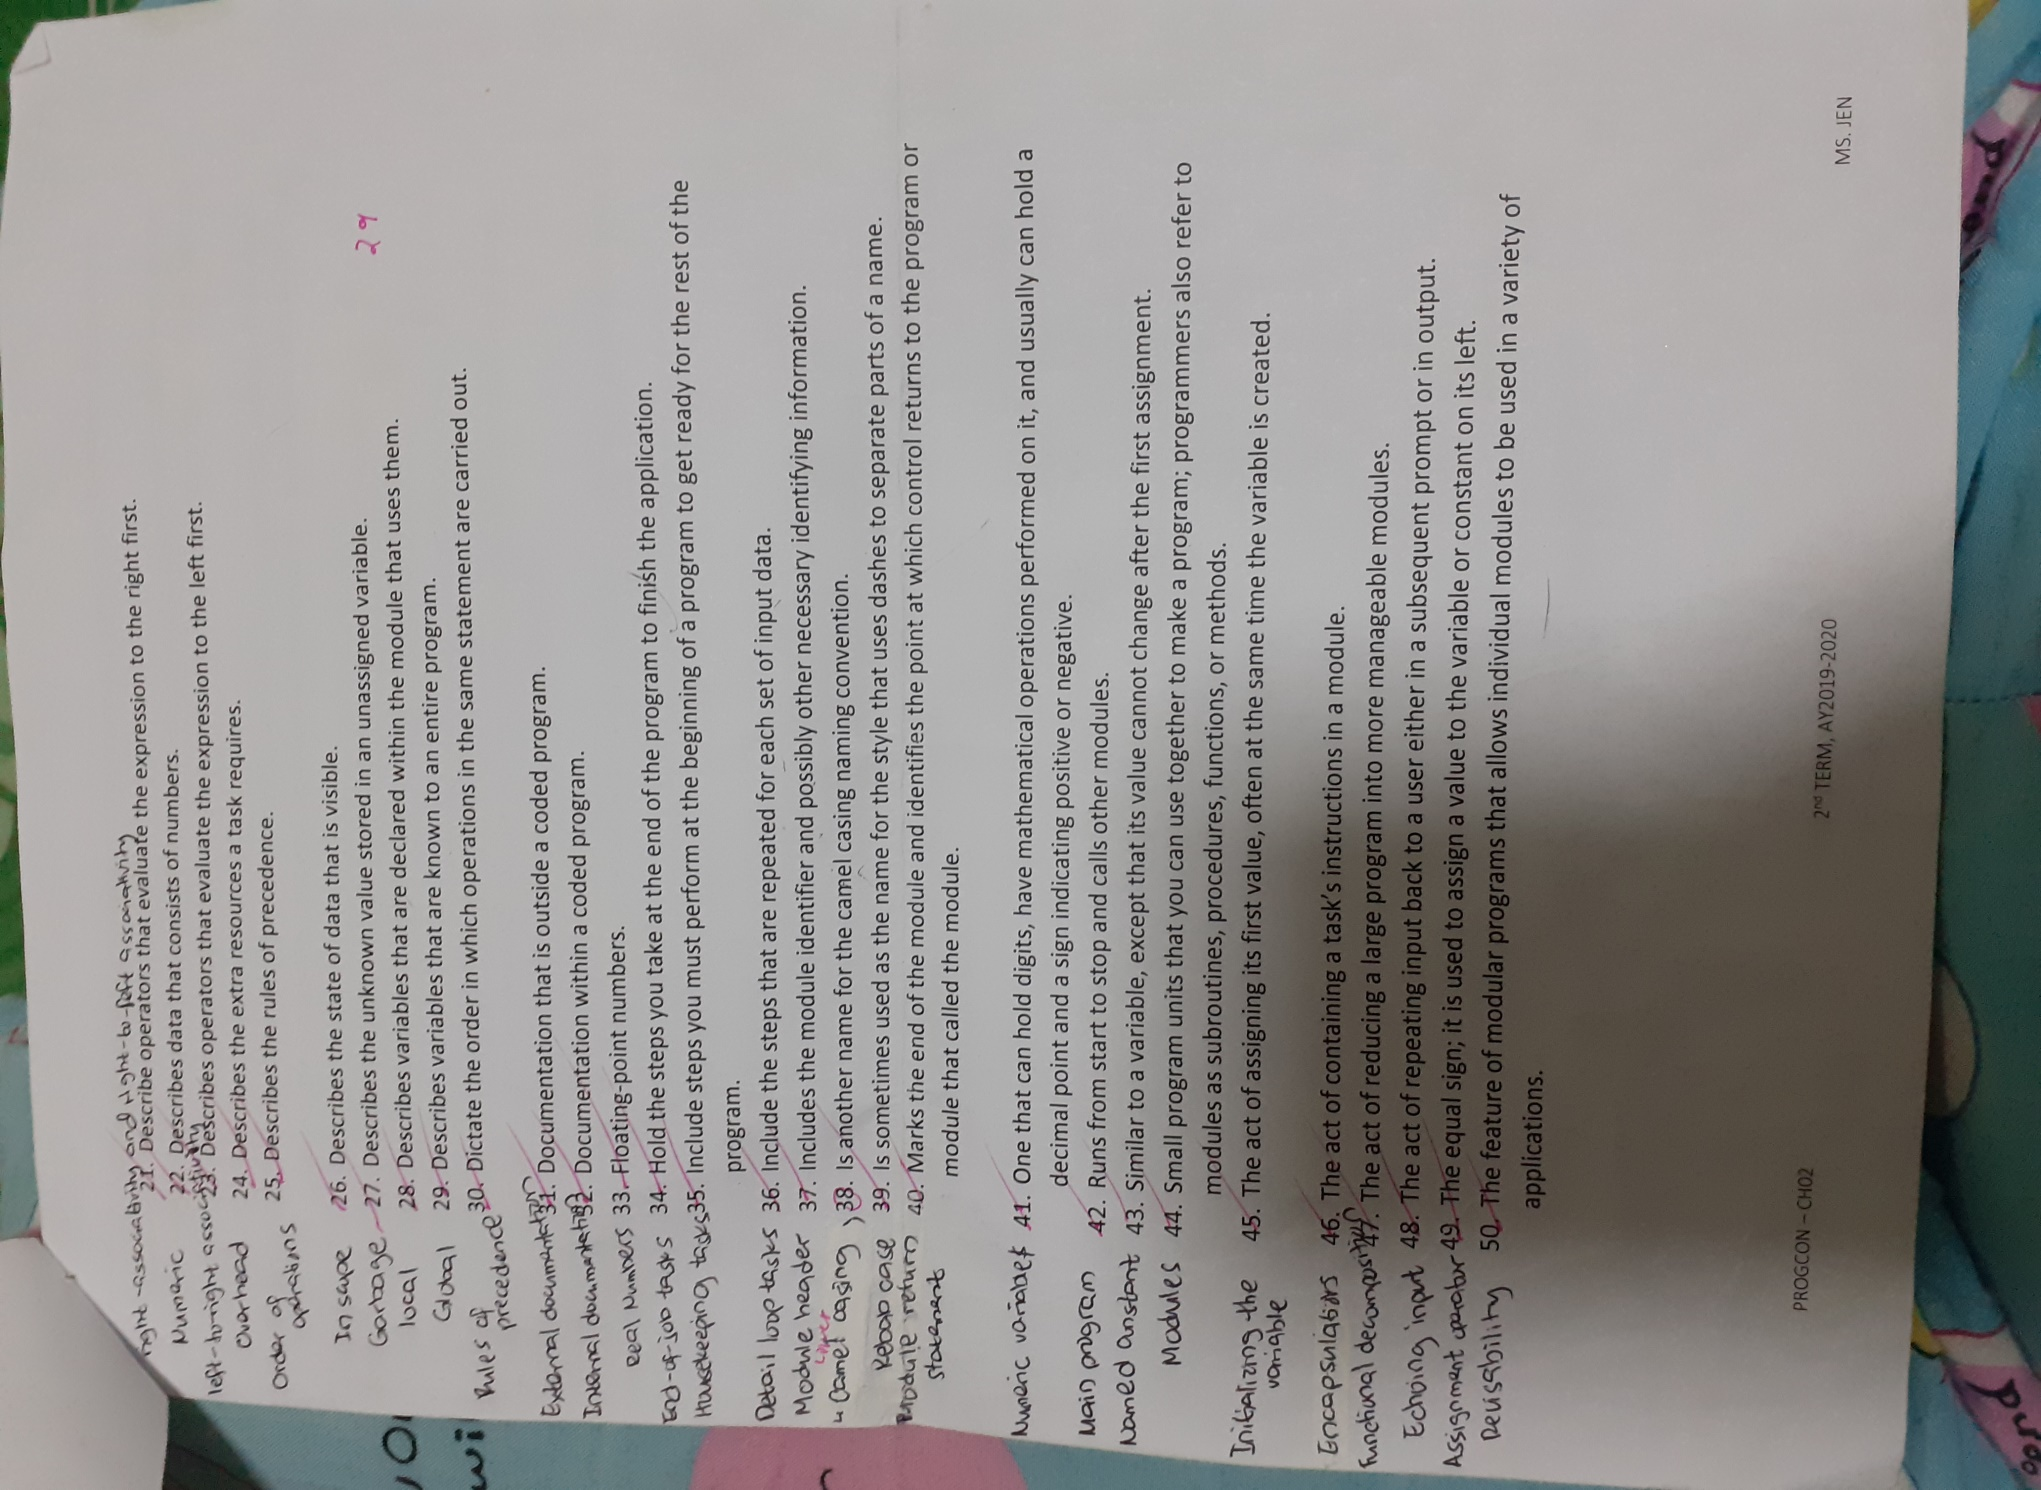 right-associativity and right-to-left associativity
21. Describe operators that evaluate the expression to the right first.
Numeric 22. Describes data that consists of numbers.
left-to-right associativity 23. Describes operators that evaluate the expression to the left first.
Overhead 24. Describes the extra resources a task requires.
Order of operations 25. Describes the rules of precedence.
In scope 26. Describes the state of data that is visible.
Garbage 27. Describes the unknown value stored in an unassigned variable.
29
local 28. Describes variables that are declared within the module that uses them.
Global 29. Describes variables that are known to an entire program.
Rules of precedence 30. Dictate the order in which operations in the same statement are carried out.
External documentation 31. Documentation that is outside a coded program.
Internal documentation 32. Documentation within a coded program.
Real Numbers 33. Floating-point numbers.
End-of-job tasks 34. Hold the steps you take at the end of the program to finish the application.
Housekeeping tasks 35. Include steps you must perform at the beginning of a program to get ready for the rest of the
program.
Detail loop tasks 36. Include the steps that are repeated for each set of input data.
Module header 37. Includes the module identifier and possibly other necessary identifying information.
Lower Camel casing 38. Is another name for the camel casing naming convention.
Kebab case 39. Is sometimes used as the name for the style that uses dashes to separate parts of a name.
Module return statement 40. Marks the end of the module and identifies the point at which control returns to the program or
module that called the module.
Numeric variable 41. One that can hold digits, have mathematical operations performed on it, and usually can hold a
decimal point and a sign indicating positive or negative.
Main program 42. Runs from start to stop and calls other modules.
Named constant 43. Similar to a variable, except that its value cannot change after the first assignment.
Modules 44. Small program units that you can use together to make a program; programmers also refer to
modules as subroutines, procedures, functions, or methods.
Initializing the variable 45. The act of assigning its first value, often at the same time the variable is created.
Encapsulations 46. The act of containing a task's instructions in a module.
Functional decomposition 47. The act of reducing a large program into more manageable modules.
Echoing input 48. The act of repeating input back to a user either in a subsequent prompt or in output.
Assignment operator 49. The equal sign; it is used to assign a value to the variable or constant on its left.
Reusability 50. The feature of modular programs that allows individual modules to be used in a variety of
applications.
PROGCON – CH02 2nd TERM, AY2019-2020 MS. JEN